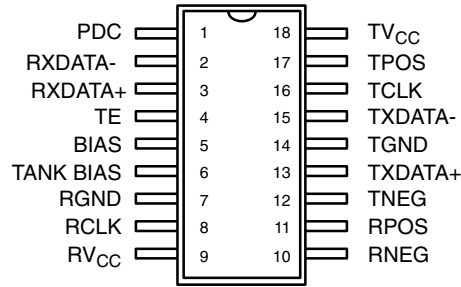 PDC 1 18 TVCC
RXDATA- 2 17 TPOS
RXDATA+ 3 16 TCLK
TE 4 15 TXDATA-
BIAS 5 14 TGND
TANK BIAS 6 13 TXDATA+
RGND 7 12 TNEG
RCLK 8 11 RPOS
RVCC 9 10 RNEG